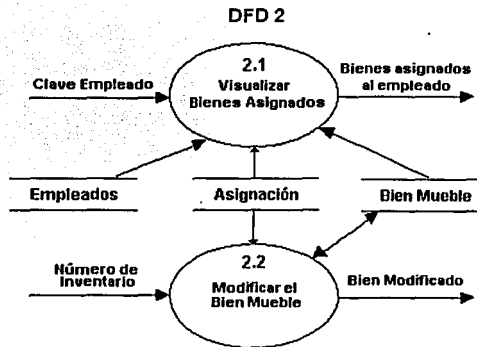 DFD 2
2.1
Visualizar
Bienes Asignados
Clave Empleado
Bienes asignados
al empleado
Empleados
Asignación
Bien Mueble
2.2
Modificar el
Bien Mueble
Número de
Inventario
Bien Modificado